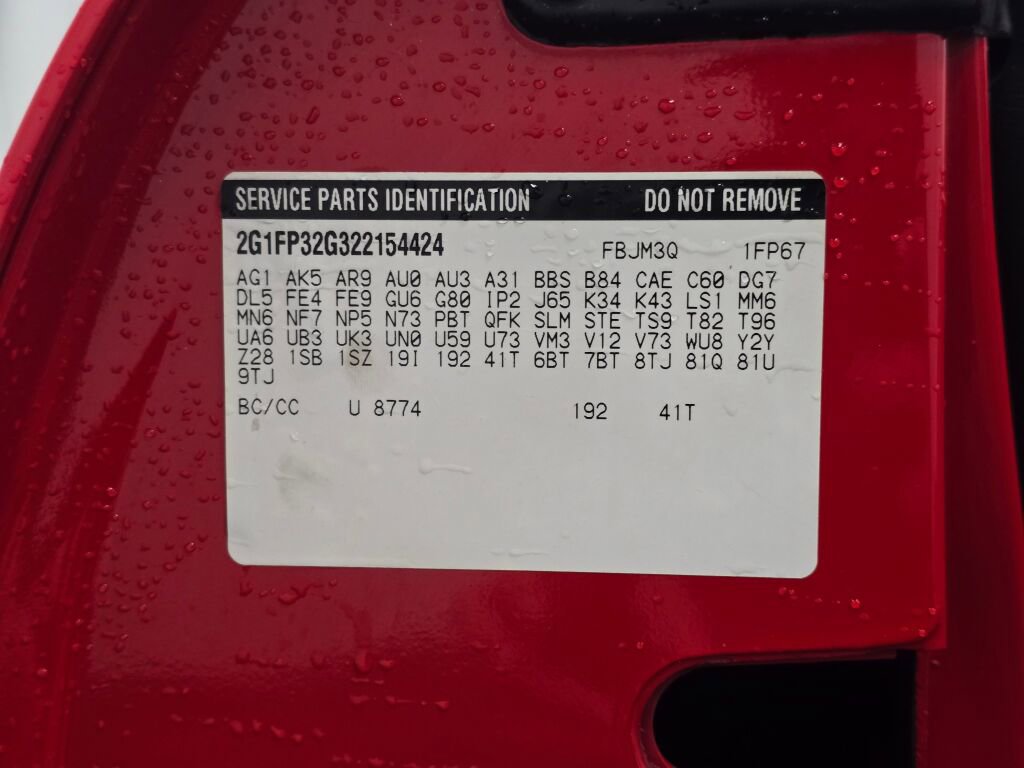 SERVICE PARTS IDENTIFICATION DO NOT REMOVE
2G1FP32G322154424 FBJM3Q 1FP67
AG1 AK5 AR9 AU0 AU3 A31 BBS B84 CAE C60 DG7
DL5 FE4 FE9 GU6 G80 IP2 J65 K34 K43 LS1 MM6
MN6 NF7 NP5 N73 PBT QFK SLM STE TS9 T82 T96
UA6 UB3 UK3 UN0 U59 U73 VM3 V12 V73 WU8 Y2Y
Z28 1SB 1SZ 19I 192 41T 6BT 7BT 8TJ 81Q 81U
9TJ
BC/CC U 8774 192 41T